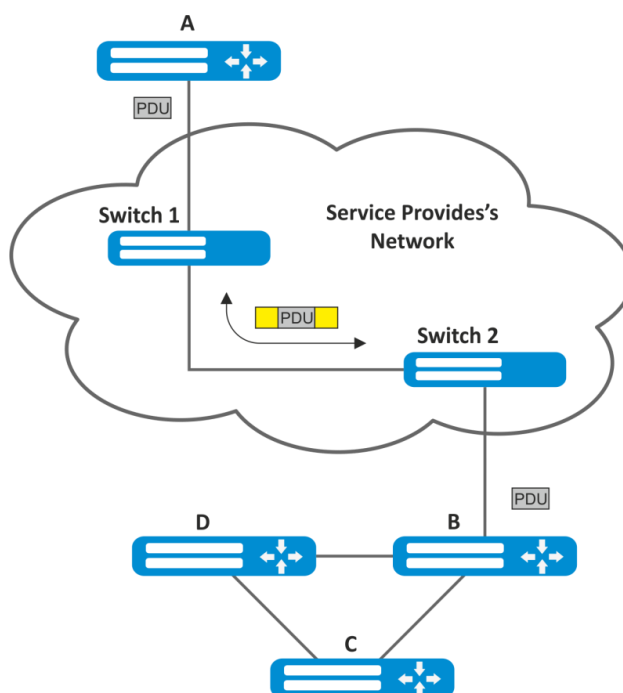 A
PDU
Switch 1
Service Provides's
Network
PDU
Switch 2
PDU
D
B
C